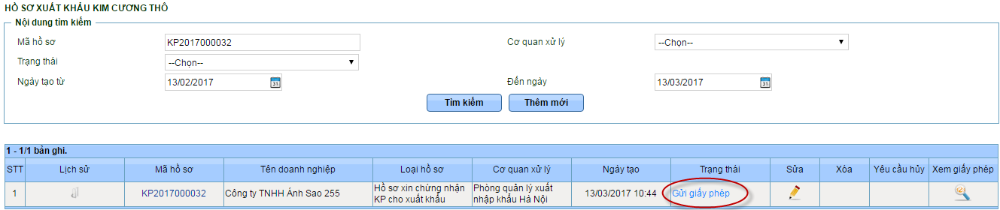 HỒ SƠ XUẤT KHẨU KIM CƯƠNG THÔ
Nội dung tìm kiếm
Mã hồ sơ KP2017000032 Cơ quan xử lý --Chọn--
Trạng thái --Chọn--
Ngày tạo từ 13/02/2017 31 Đến ngày 13/03/2017 31
Tìm kiếm Thêm mới
1 - 1/1 bản ghi.
STT Lịch sử Mã hồ sơ Tên doanh nghiệp Loại hồ sơ Cơ quan xử lý Ngày tạo Trạng thái Sửa Xóa Yêu cầu hủy Xem giấy phép
1 KP2017000032 Công ty TNHH Ánh Sao 255 Hồ sơ xin chứng nhận Phòng quản lý xuất 13/03/2017 10:44 Gửi giấy phép
KP cho xuất khẩu nhập khẩu Hà Nội